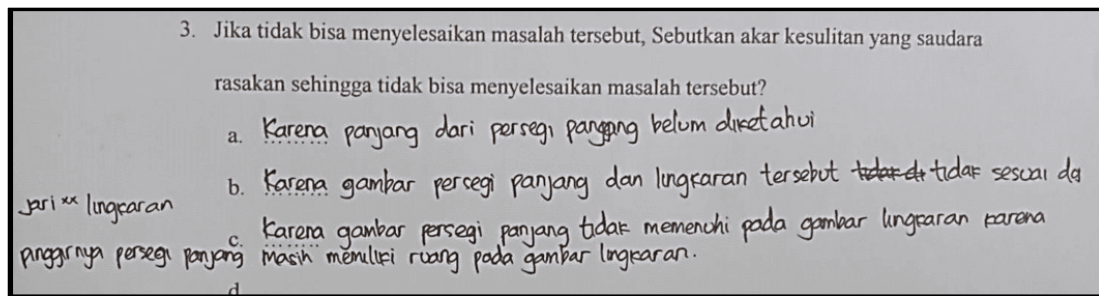 3. Jika tidak bisa menyelesaikan masalah tersebut, Sebutkan akar kesulitan yang saudara
rasakan sehingga tidak bisa menyelesaikan masalah tersebut?
a. Karena panjang dari persegi panjang belum diketahui
b. Karena gambar persegi panjang dan lingkaran tersebut tidak sesuai dg
jari ‪xx lingkaran
c. Karena gambar persegi panjang tidak memenuhi pada gambar lingkaran karena
pinggirnya persegi panjang masih memiliki ruang pada gambar lingkaran.
d